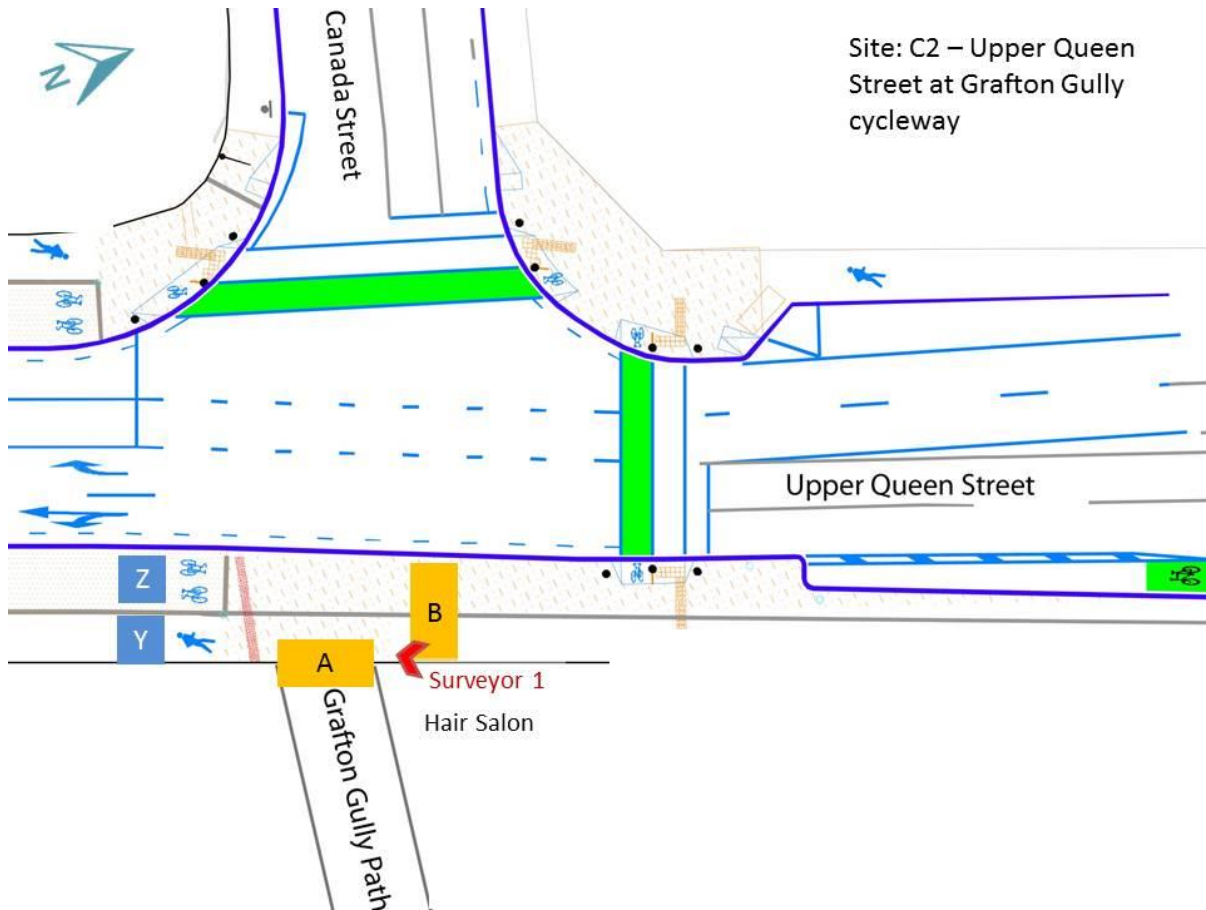 N
Canada Street
Site: C2 – Upper Queen
Street at Grafton Gully
cycleway
Upper Queen Street
Z
Y
B
A
Surveyor 1
Hair Salon
Grafton Gully Path